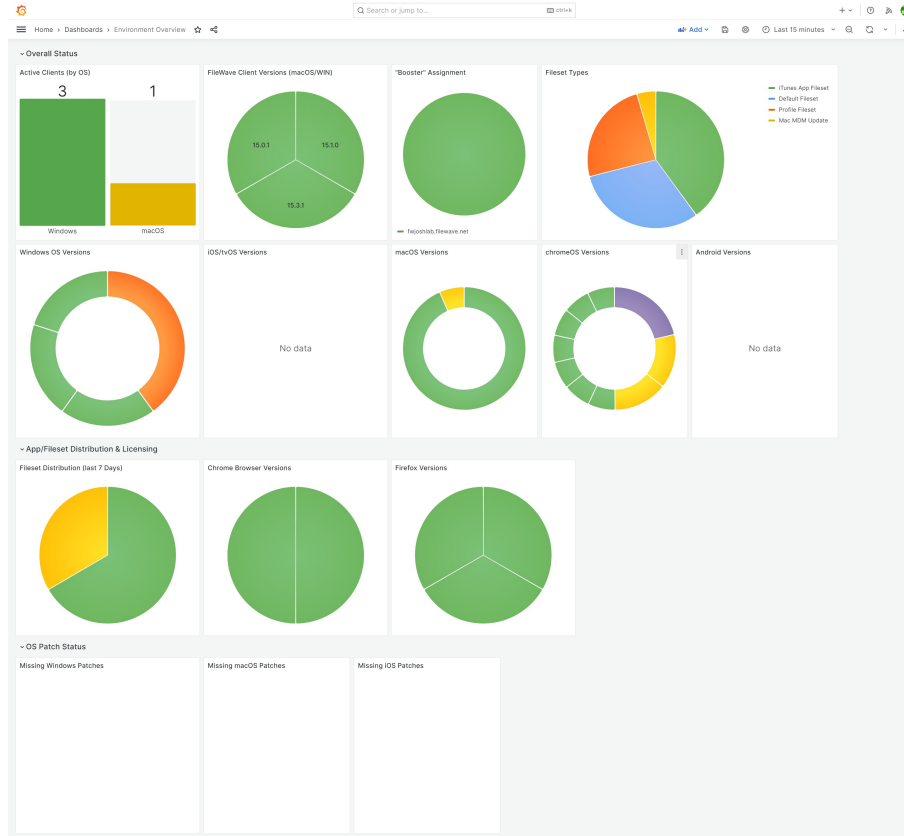 Search or jump to...
ctrl+k
Home › Dashboards › Environment Overview
Add
Last 15 minutes
Overall Status
Active Clients (by OS)
3
1
Windows
macOS
FileWave Client Versions (macOS/WIN)
15.0.1
15.1.0
15.3.1
"Booster" Assignment
fwjoshlab.filewave.net
Fileset Types
iTunes App Fileset
Default Fileset
Profile Fileset
Mac MDM Update
Windows OS Versions
iOS/tvOS Versions
No data
macOS Versions
chromeOS Versions
Android Versions
No data
App/Fileset Distribution & Licensing
Fileset Distribution (last 7 Days)
Chrome Browser Versions
Firefox Versions
OS Patch Status
Missing Windows Patches
Missing macOS Patches
Missing iOS Patches